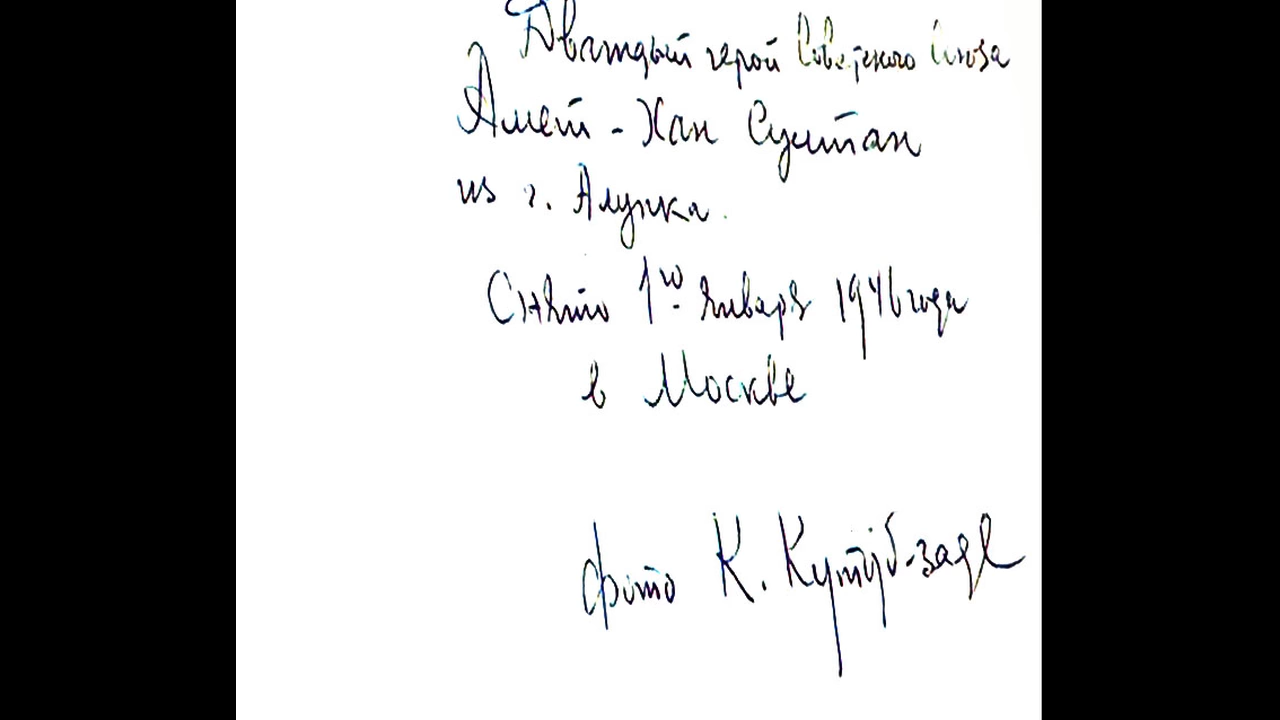 Дважды герой Советского Союза
Амет-Хан Султан
из г. Алупка.
Снято 1го января 1946 года
в Москве
фото К. Кутуб-заде